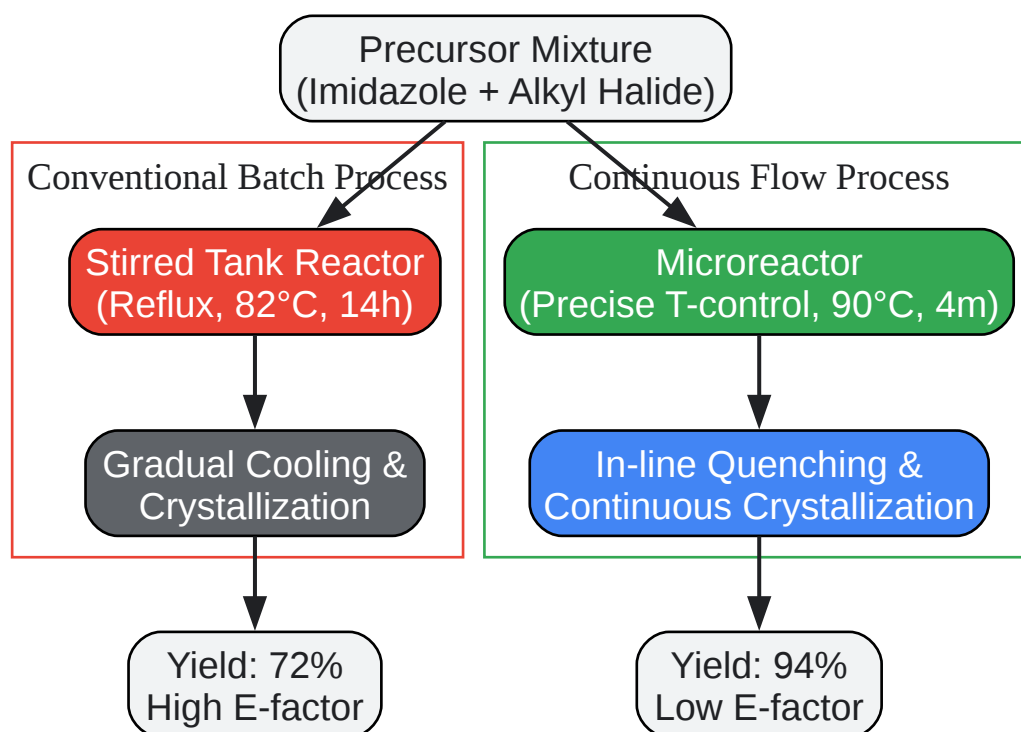 Precursor Mixture
(Imidazole + Alkyl Halide)
Conventional Batch Process
Stirred Tank Reactor
(Reflux, 82°C, 14h)
Gradual Cooling &
Crystallization
Yield: 72%
High E-factor
Continuous Flow Process
Microreactor
(Precise T-control, 90°C, 4m)
In-line Quenching &
Continuous Crystallization
Yield: 94%
Low E-factor